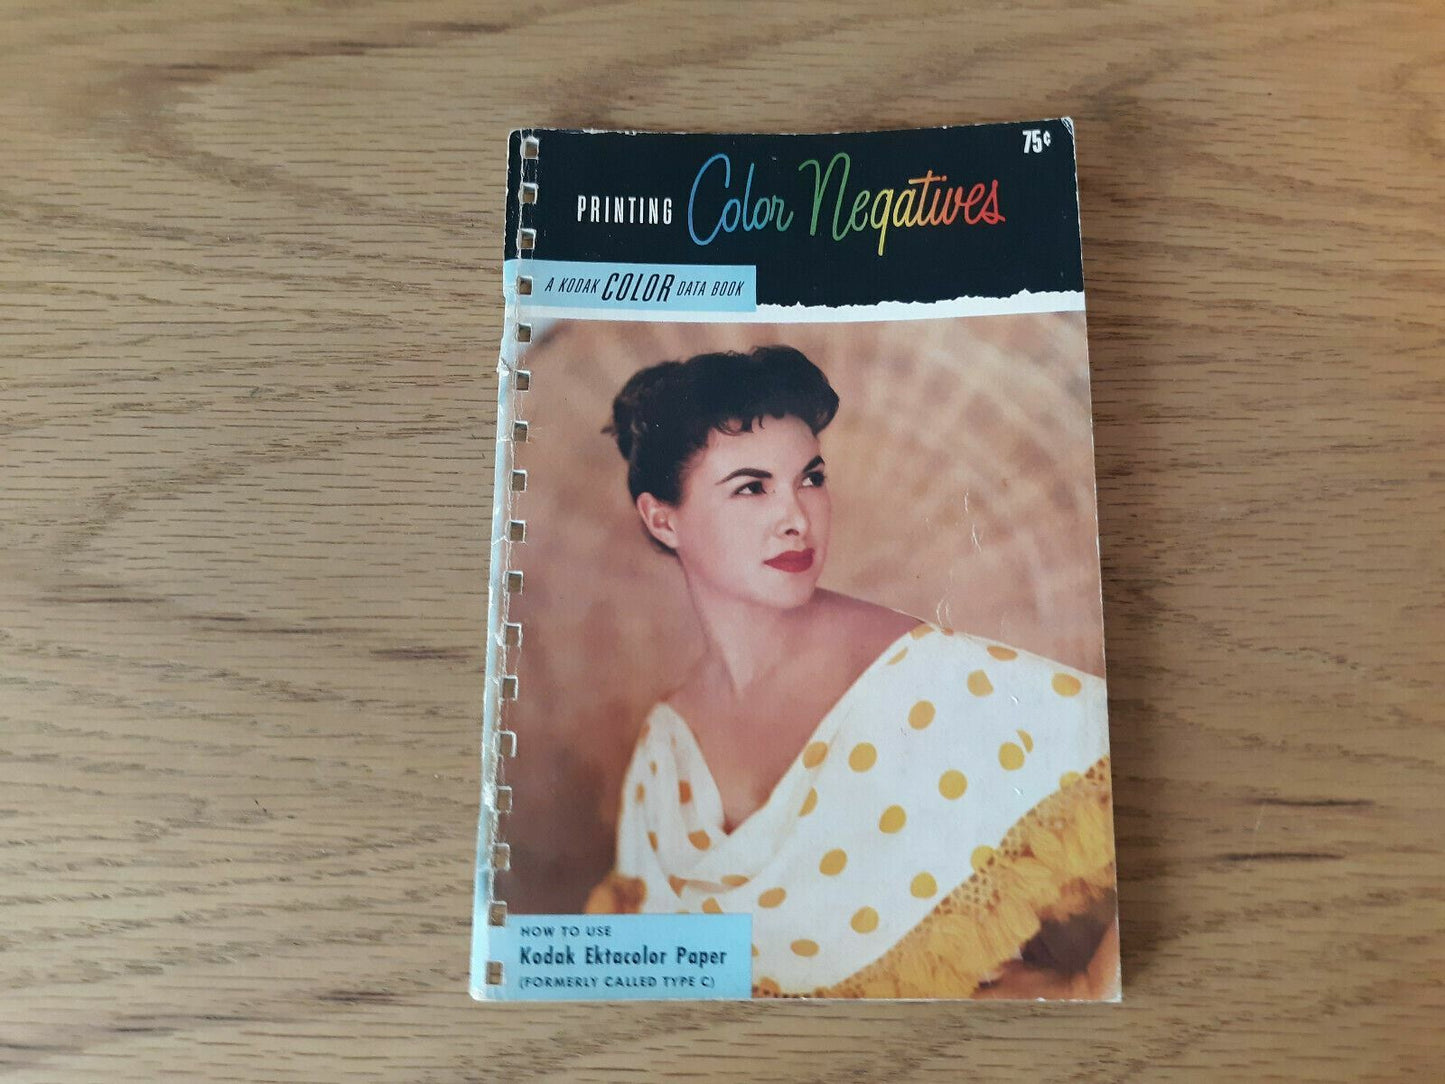 75¢
PRINTING Color Negatives
A KODAK COLOR DATA BOOK
HOW TO USE
Kodak Ektacolor Paper
(FORMERLY CALLED TYPE C)